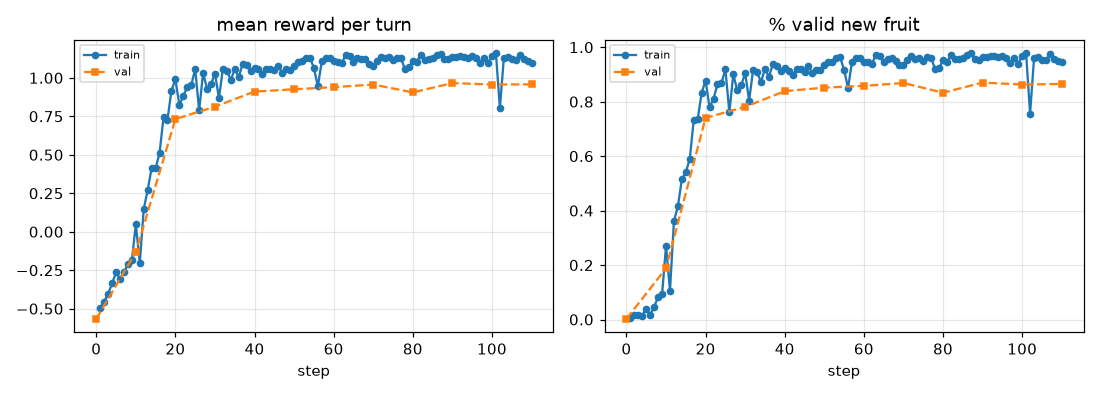 mean reward per turn
train
val
1.00
0.75
0.50
0.25
0.00
−0.25
−0.50
0 20 40 60 80 100
step
% valid new fruit
train
val
1.0
0.8
0.6
0.4
0.2
0.0
0 20 40 60 80 100
step